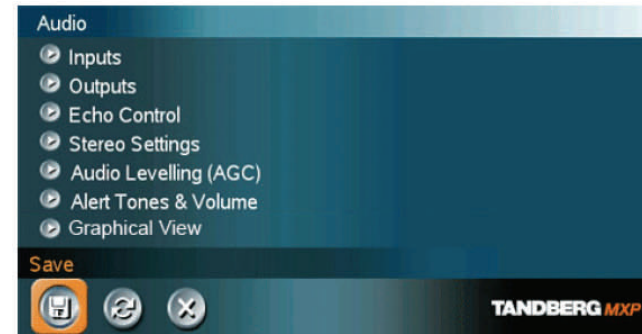 Audio
Inputs
Outputs
Echo Control
Stereo Settings
Audio Levelling (AGC)
Alert Tones & Volume
Graphical View
Save
TANDBERG MXP